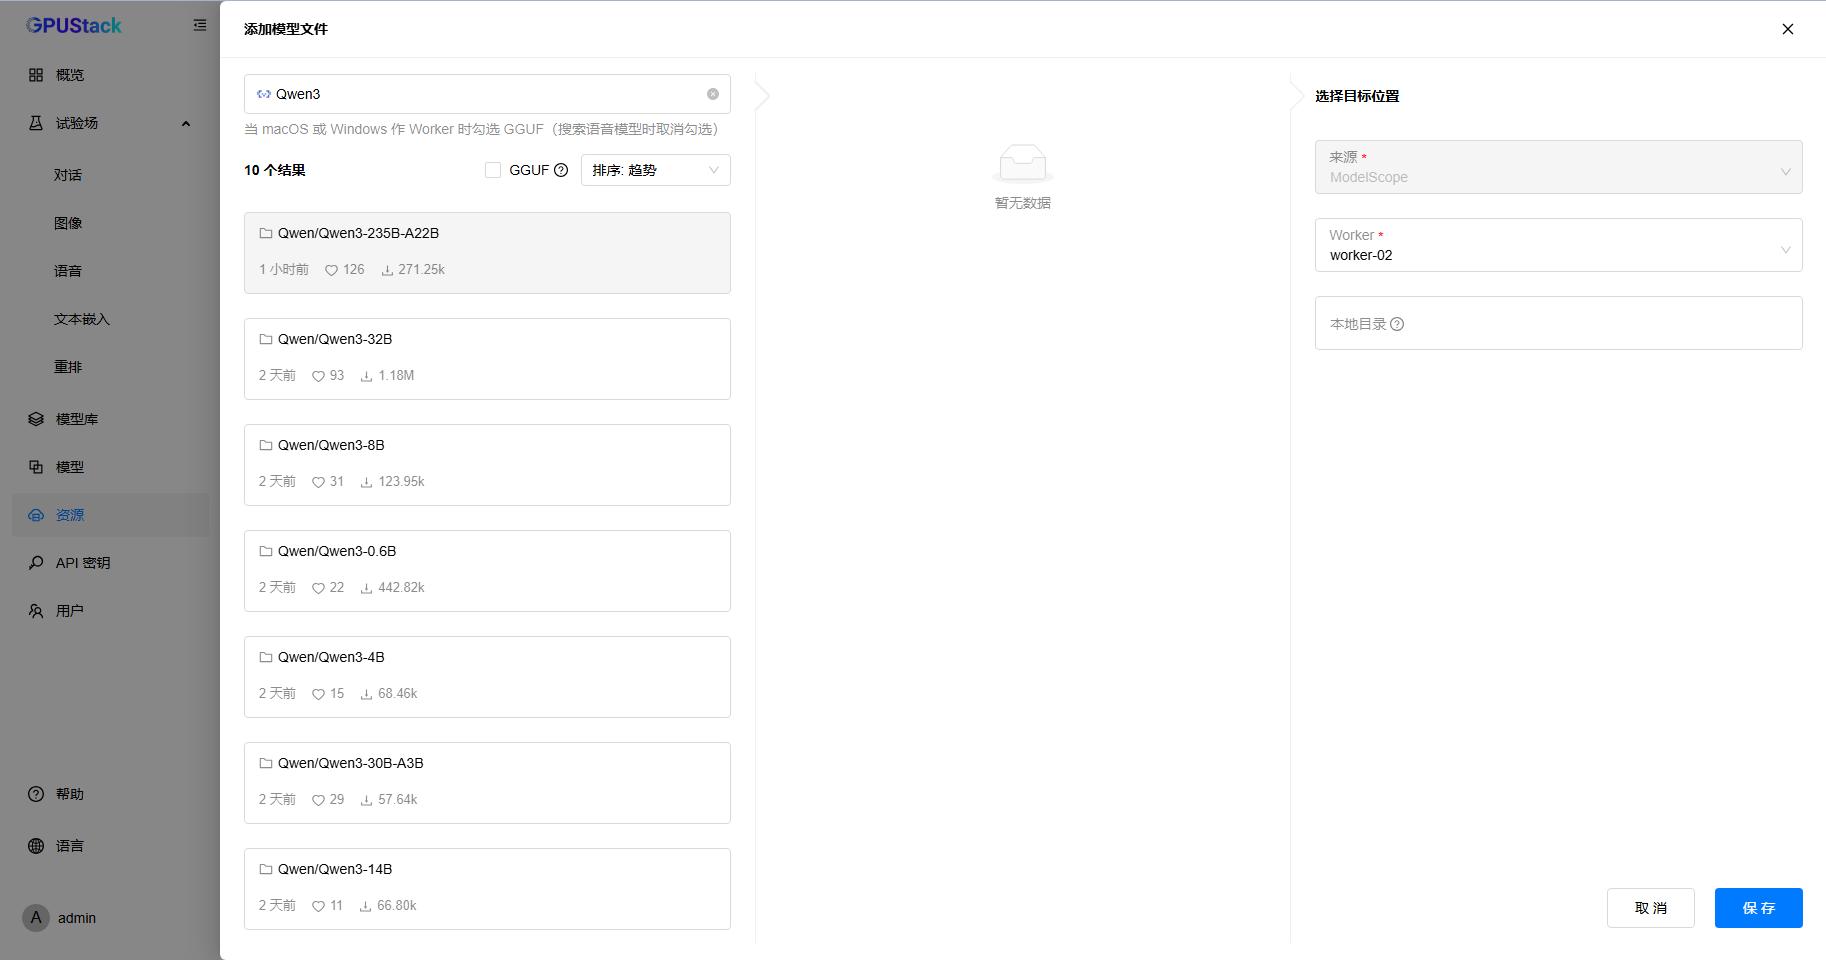 GPUStack
概览
试验场
对话
图像
语音
文本嵌入
重排
模型库
模型
资源
API 密钥
用户
帮助
语言
A admin
添加模型文件
Qwen3
当 macOS 或 Windows 作 Worker 时勾选 GGUF（搜索语音模型时取消勾选）
10 个结果 GGUF 排序: 趋势
Qwen/Qwen3-235B-A22B
1 小时前 126 271.25k
Qwen/Qwen3-32B
2 天前 93 1.18M
Qwen/Qwen3-8B
2 天前 31 123.95k
Qwen/Qwen3-0.6B
2 天前 22 442.82k
Qwen/Qwen3-4B
2 天前 15 68.46k
Qwen/Qwen3-30B-A3B
2 天前 29 57.64k
Qwen/Qwen3-14B
2 天前 11 66.80k
暂无数据
选择目标位置
来源 *
ModelScope
Worker *
worker-02
本地目录
取消 保存